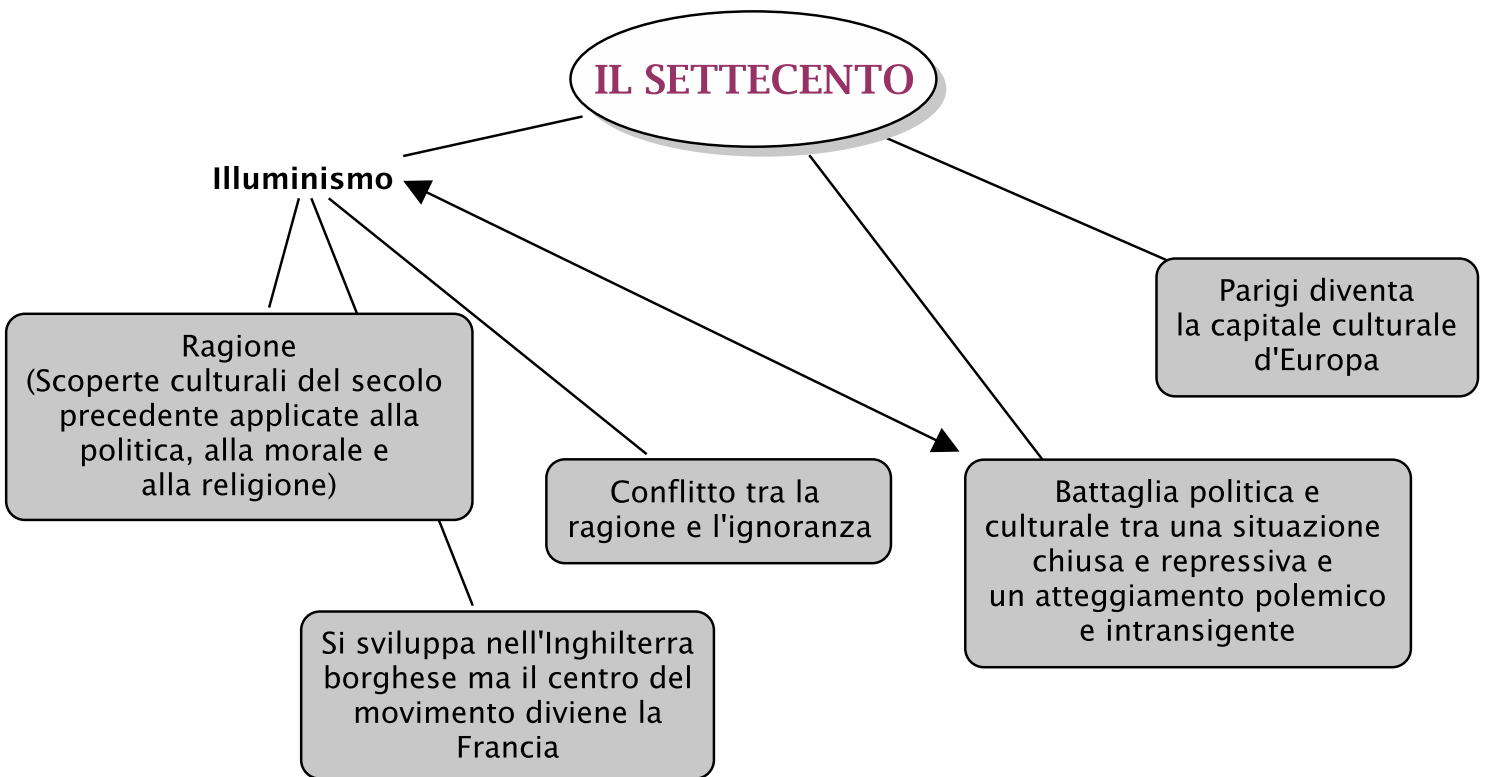 IL SETTECENTO
Illuminismo
Parigi diventa
la capitale culturale
d'Europa
Ragione
(Scoperte culturali del secolo
precedente applicate alla
politica, alla morale e
alla religione)
Conflitto tra la
ragione e l'ignoranza
Battaglia politica e
culturale tra una situazione
chiusa e repressiva e
un atteggiamento polemico
e intransigente
Si sviluppa nell'Inghilterra
borghese ma il centro del
movimento diviene la
Francia